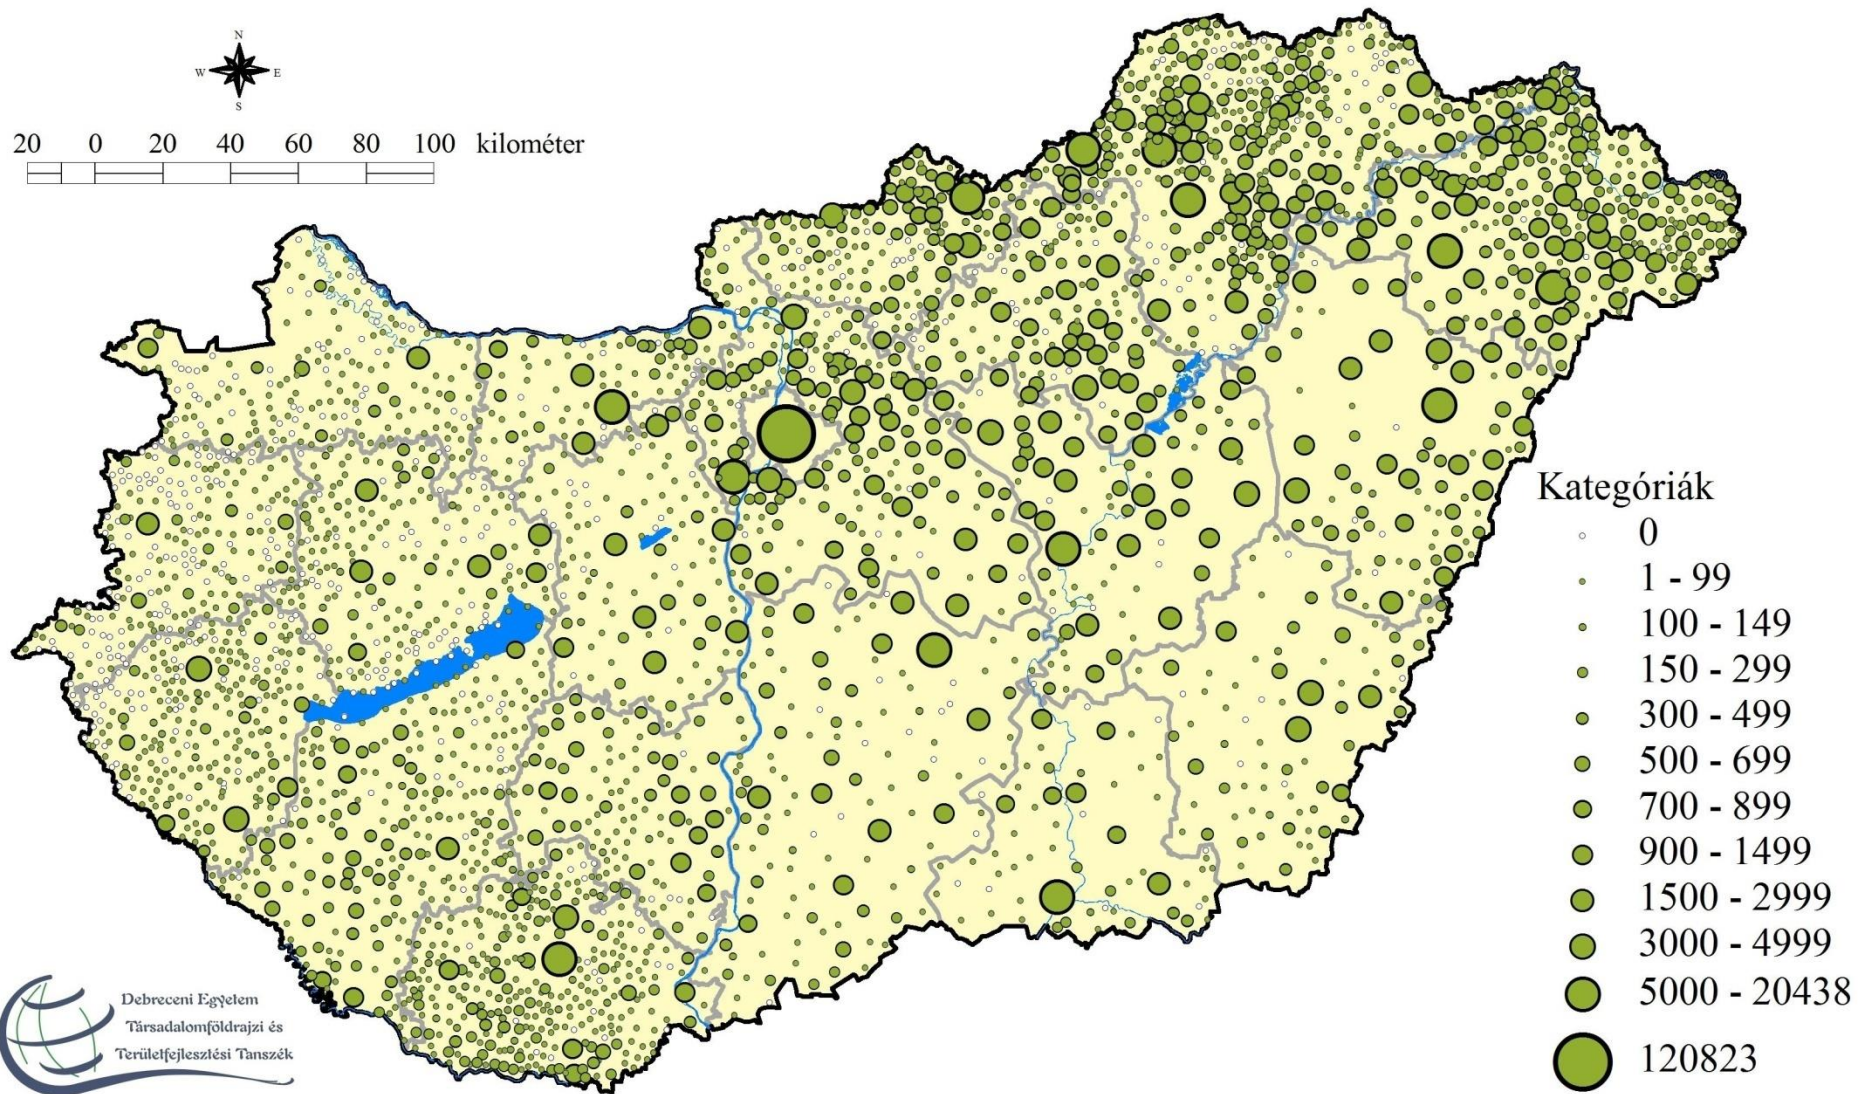 N
W E
S
20 0 20 40 60 80 100 kilométer
Kategóriák
0
1 - 99
100 - 149
150 - 299
300 - 499
500 - 699
700 - 899
900 - 1499
1500 - 2999
3000 - 4999
5000 - 20438
120823
Debreceni Egyetem
Társadalomföldrajzi és
Területfejlesztési Tanszék